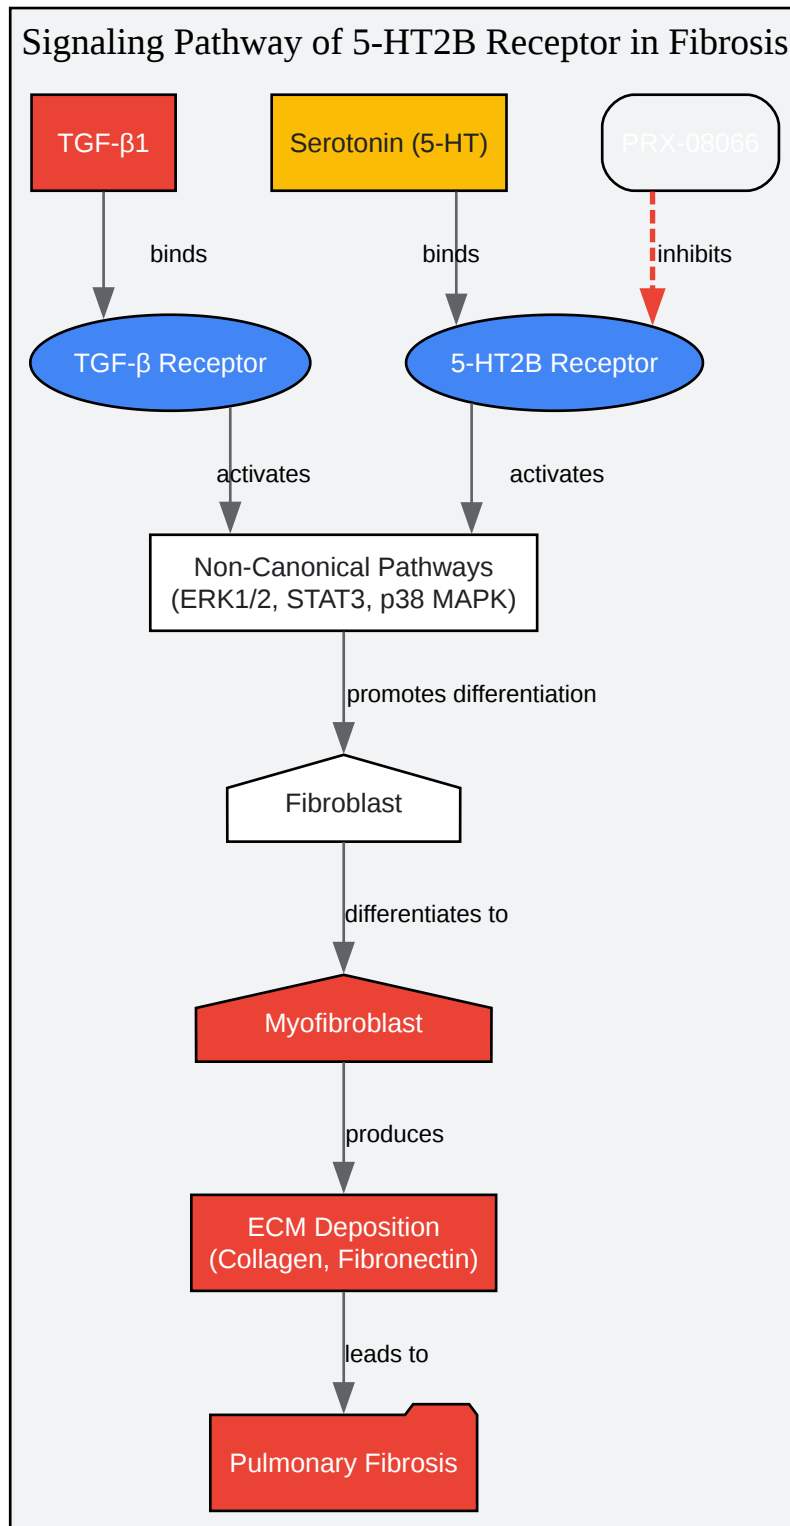 Signaling Pathway of 5-HT2B Receptor in Fibrosis
TGF-β1
Serotonin (5-HT)
PRX-08066
binds
binds
inhibits
TGF-β Receptor
5-HT2B Receptor
activates
activates
Non-Canonical Pathways
(ERK1/2, STAT3, p38 MAPK)
promotes differentiation
Fibroblast
differentiates to
Myofibroblast
produces
ECM Deposition
(Collagen, Fibronectin)
leads to
Pulmonary Fibrosis